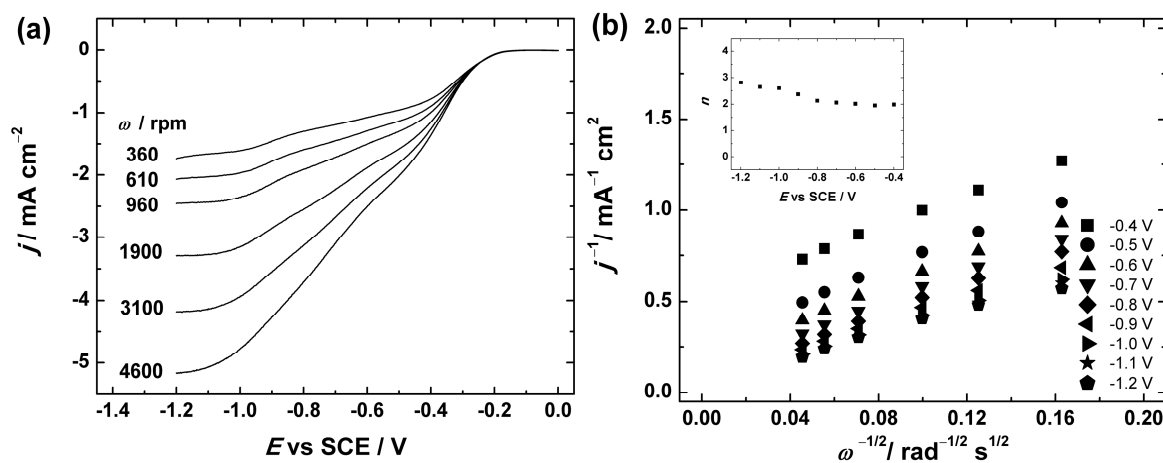 (a)
0
-1
-2
-3
-4
-5
j / mA cm⁻²
ω / rpm
360
610
960
1900
3100
4600
-1.4 -1.2 -1.0 -0.8 -0.6 -0.4 -0.2 0.0
E vs SCE / V
(b)
2.0
1.5
1.0
0.5
0.0
j⁻¹/ mA⁻¹ cm²
4
3
2
1
0
n
-1.2 -1.0 -0.8 -0.6 -0.4
E vs SCE / V
-0.4 V
-0.5 V
-0.6 V
-0.7 V
-0.8 V
-0.9 V
-1.0 V
-1.1 V
-1.2 V
0.00 0.04 0.08 0.12 0.16 0.20
ω⁻¹/²/ rad⁻¹/² s¹/²